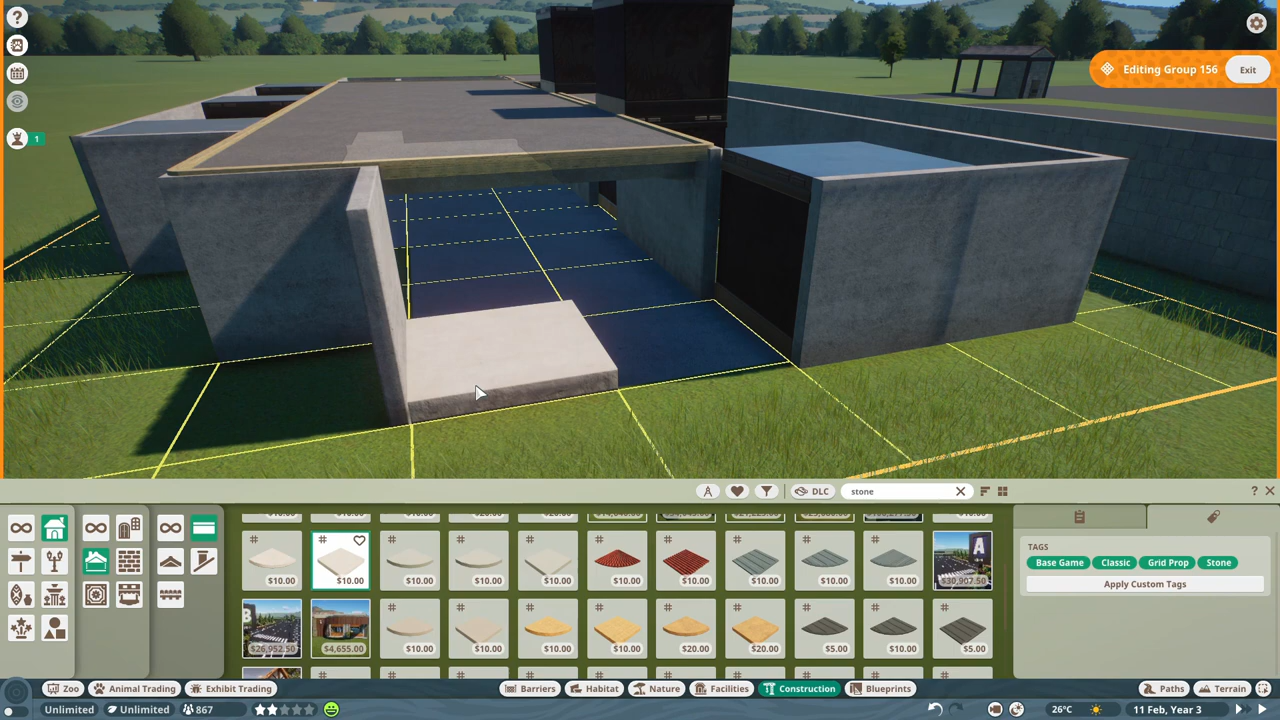 ?
Editing Group 156
Exit
1
DLC
stone
?
$10.00
$10.00
$10.00
$10.00
$10.00
$10.00
$10.00
$10.00
$10.00
$10.00
A
$30,907.50
B
$26,952.50
$4,655.00
$10.00
$10.00
$10.00
$10.00
$20.00
$20.00
$5.00
$10.00
$5.00
TAGS
Base Game
Classic
Grid Prop
Stone
Apply Custom Tags
Zoo
Animal Trading
Exhibit Trading
Barriers
Habitat
Nature
Facilities
Construction
Blueprints
Paths
Terrain
Unlimited
Unlimited
867
26°C
11 Feb, Year 3